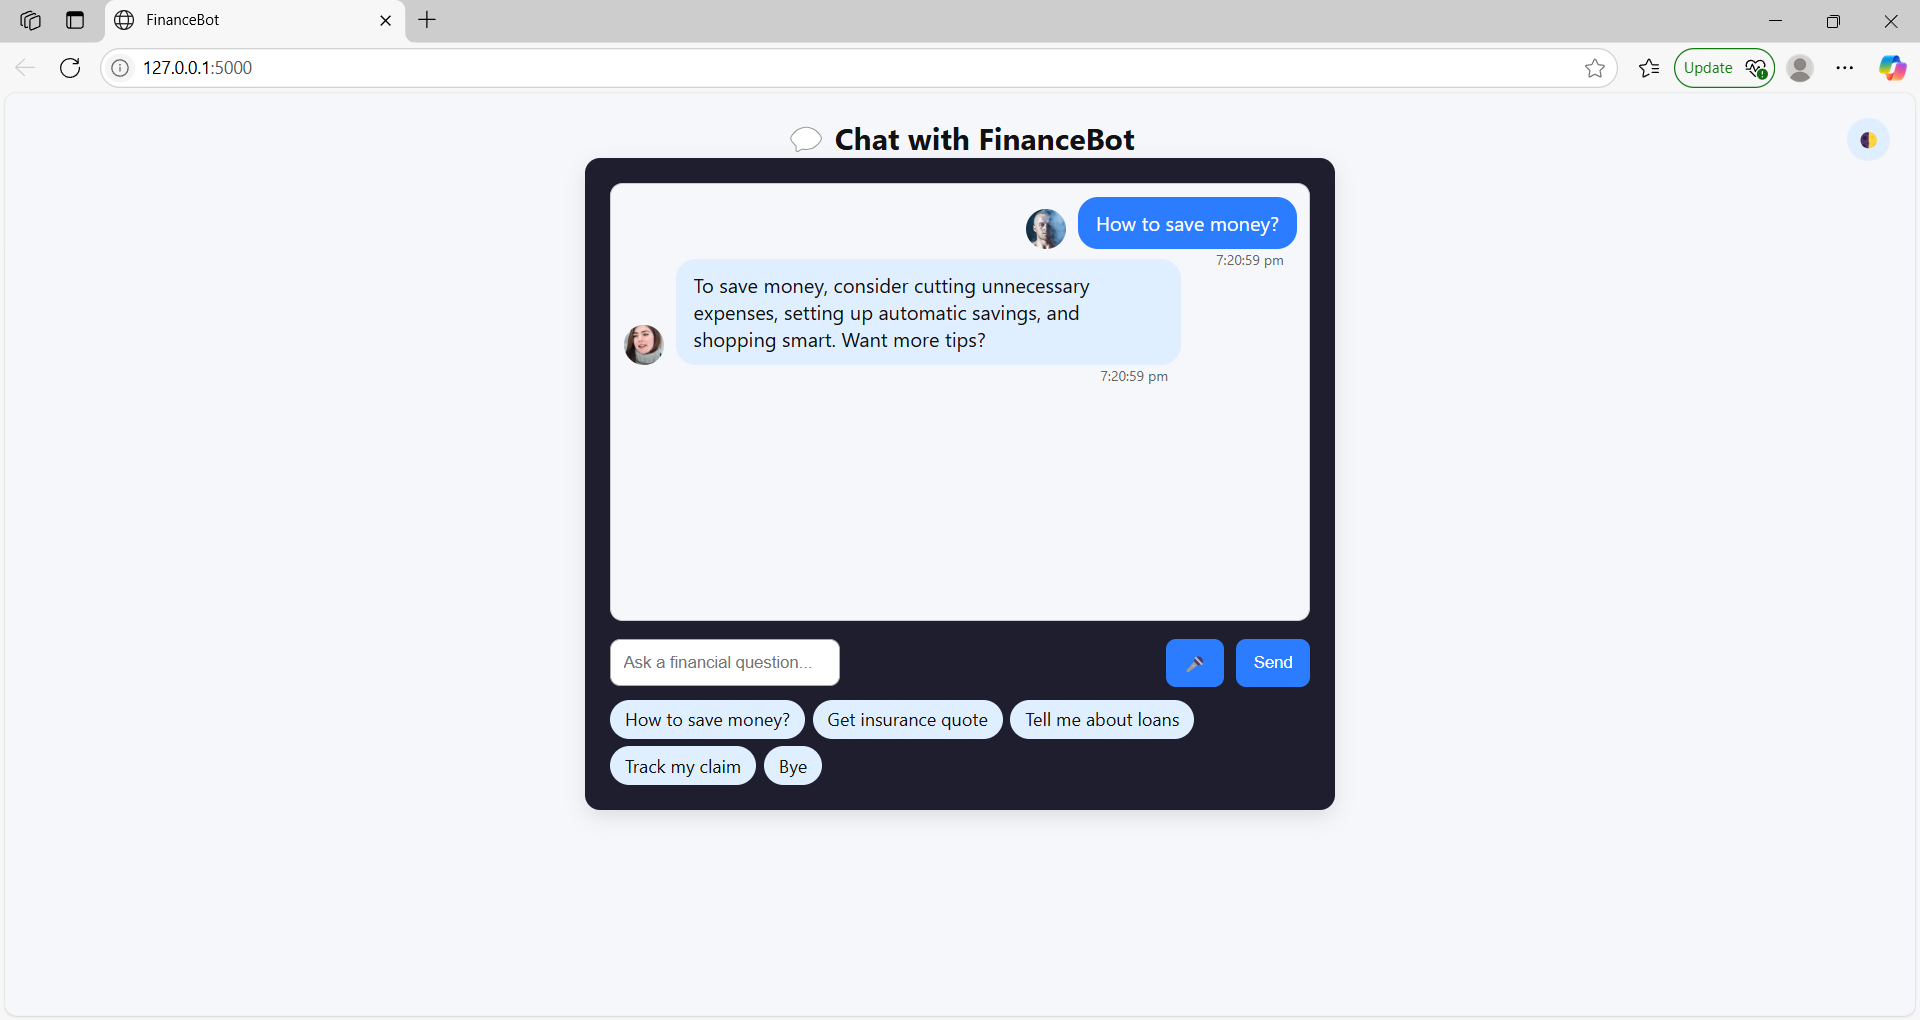 FinanceBot
127.0.0.1:5000
Update
Chat with FinanceBot
How to save money?
7:20:59 pm
To save money, consider cutting unnecessary
expenses, setting up automatic savings, and
shopping smart. Want more tips?
7:20:59 pm
Ask a financial question...
Send
How to save money?
Get insurance quote
Tell me about loans
Track my claim
Bye